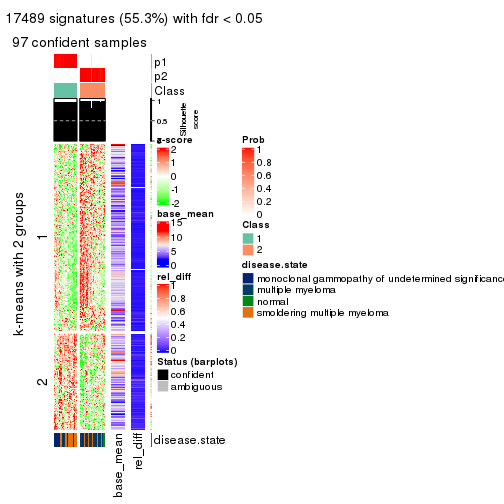 17489 signatures (55.3%) with fdr < 0.05
97 confident samples
p1
p2
Class
1
0.5
Silhouette
score
k-means with 2 groups
1
2
base_mean
rel_diff
disease.state
z-score
2
1
0
-1
-2
base_mean
15
10
5
0
rel_diff
1
0.8
0.6
0.4
0.2
0
Status (barplots)
confident
ambiguous
Prob
1
0.8
0.6
0.4
0.2
0
Class
1
2
disease.state
monoclonal gammopathy of undetermined significance
multiple myeloma
normal
smoldering multiple myeloma